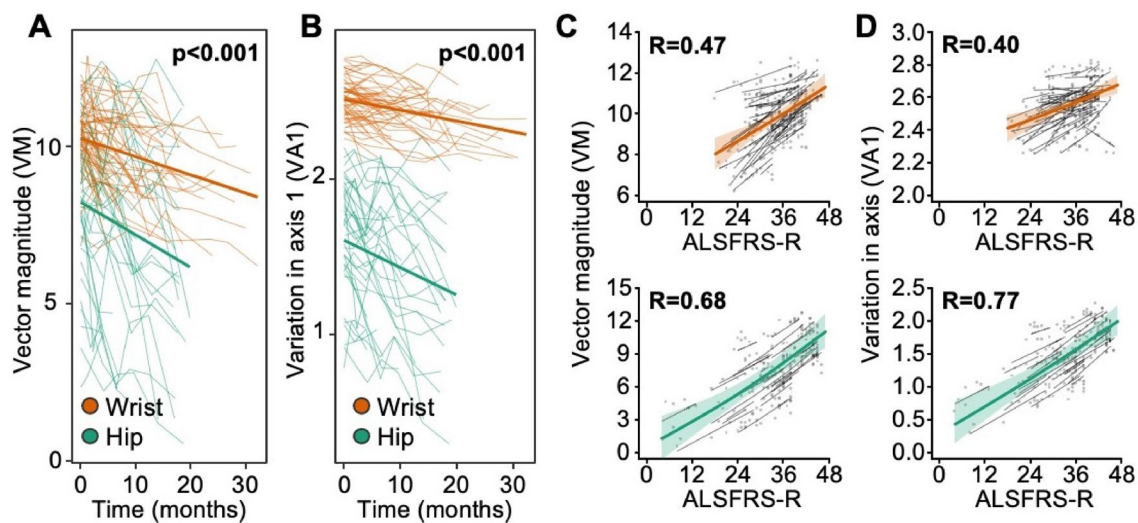 A
p<0.001
Vector magnitude (VM)
10
5
0
Wrist
Hip
0 10 20 30
Time (months)
B
p<0.001
Variation in axis 1 (VA1)
2
1
0 10 20 30
Time (months)
Wrist
Hip
C
R=0.47
Vector magnitude (VM)
14
12
10
8
6
0 12 24 36 48
ALSFRS-R
R=0.68
15
12
9
6
3
0
0 12 24 36 48
ALSFRS-R
D
R=0.40
Variation in axis (VA1)
3.0
2.8
2.6
2.4
2.2
2.0
0 12 24 36 48
ALSFRS-R
R=0.77
2.5
2.0
1.5
1.0
0.5
0.0
0 12 24 36 48
ALSFRS-R